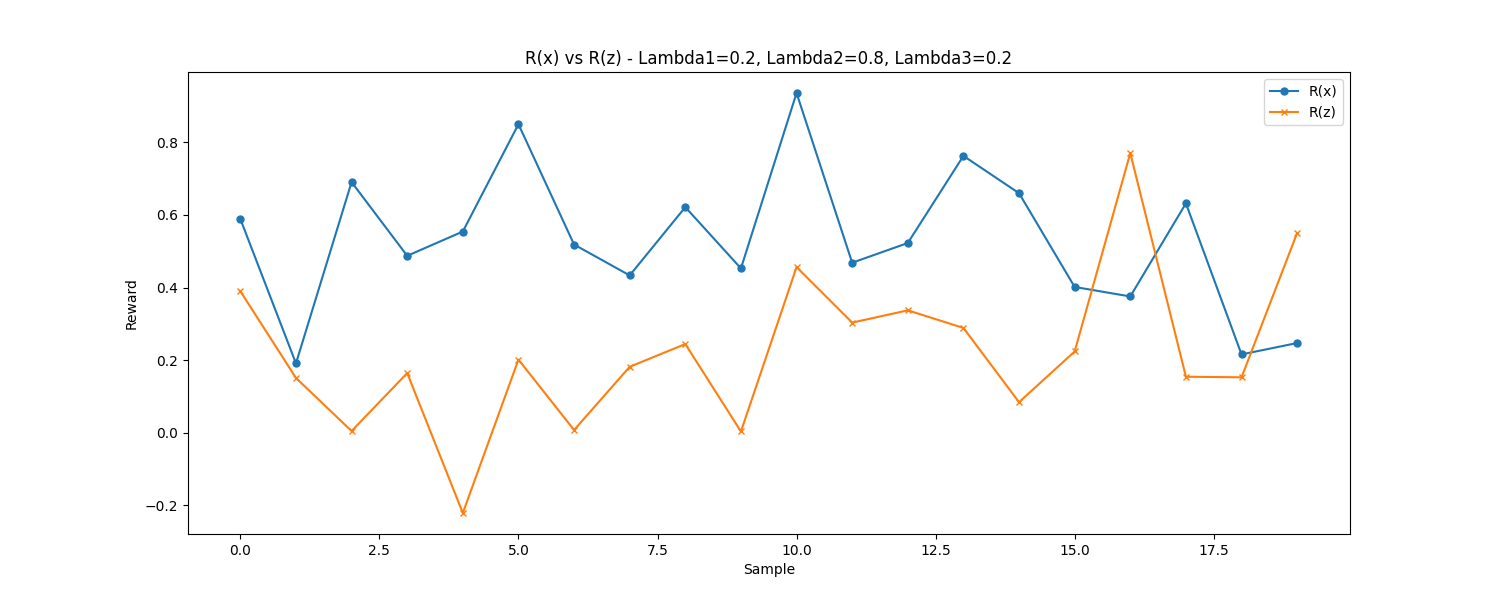 R(x) vs R(z) - Lambda1=0.2, Lambda2=0.8, Lambda3=0.2
R(x)
R(z)
Reward
0.8
0.6
0.4
0.2
0.0
−0.2
0.0 2.5 5.0 7.5 10.0 12.5 15.0 17.5
Sample